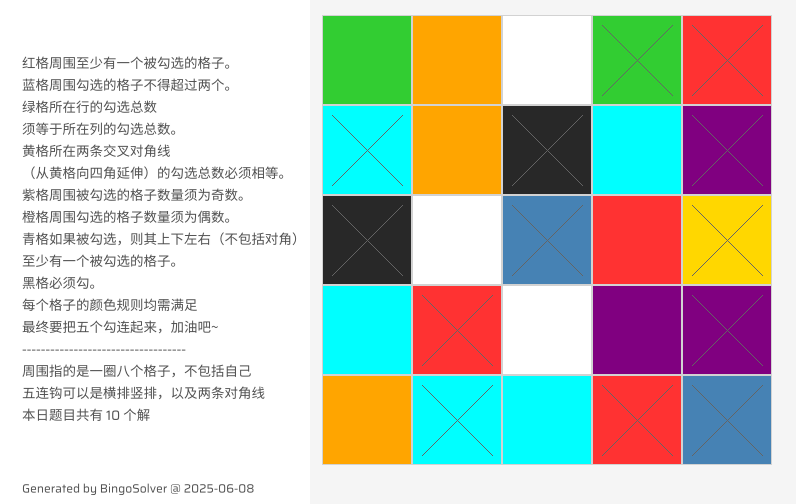 红格周围至少有一个被勾选的格子。
蓝格周围勾选的格子不得超过两个。
绿格所在行的勾选总数
须等于所在列的勾选总数。
黄格所在两条交叉对角线
（从黄格向四角延伸）的勾选总数必须相等。
紫格周围被勾选的格子数量须为奇数。
橙格周围勾选的格子数量须为偶数。
青格如果被勾选，则其上下左右（不包括对角）
至少有一个被勾选的格子。
黑格必须勾。
每个格子的颜色规则均需满足
最终要把五个勾连起来，加油吧~
-----------------------------------
周围指的是一圈八个格子，不包括自己
五连钩可以是横排竖排，以及两条对角线
本日题目共有 10 个解
Generated by BingoSolver @ 2025-06-08